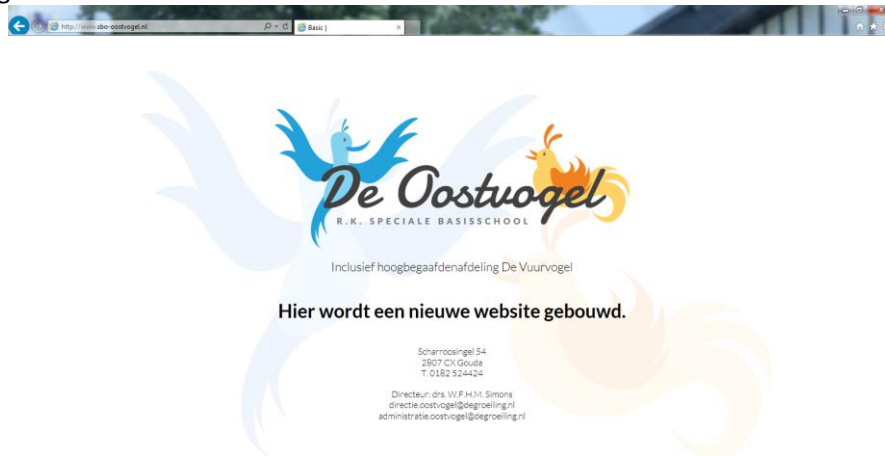 g
http://www.sbo-oostvogel.nl/
Basic |
De Oostvogel
R.K. SPECIALE BASISSCHOOL
Inclusief hoogbegaafdenafdeling De Vuurvogel
Hier wordt een nieuwe website gebouwd.
Scharroosingel 54
2807 CX Gouda
T. 0182 524424
Directeur: drs. W.F.H.M. Simons
directie.oostvogel@degroeiling.nl
administratie.oostvogel@degroeiling.nl